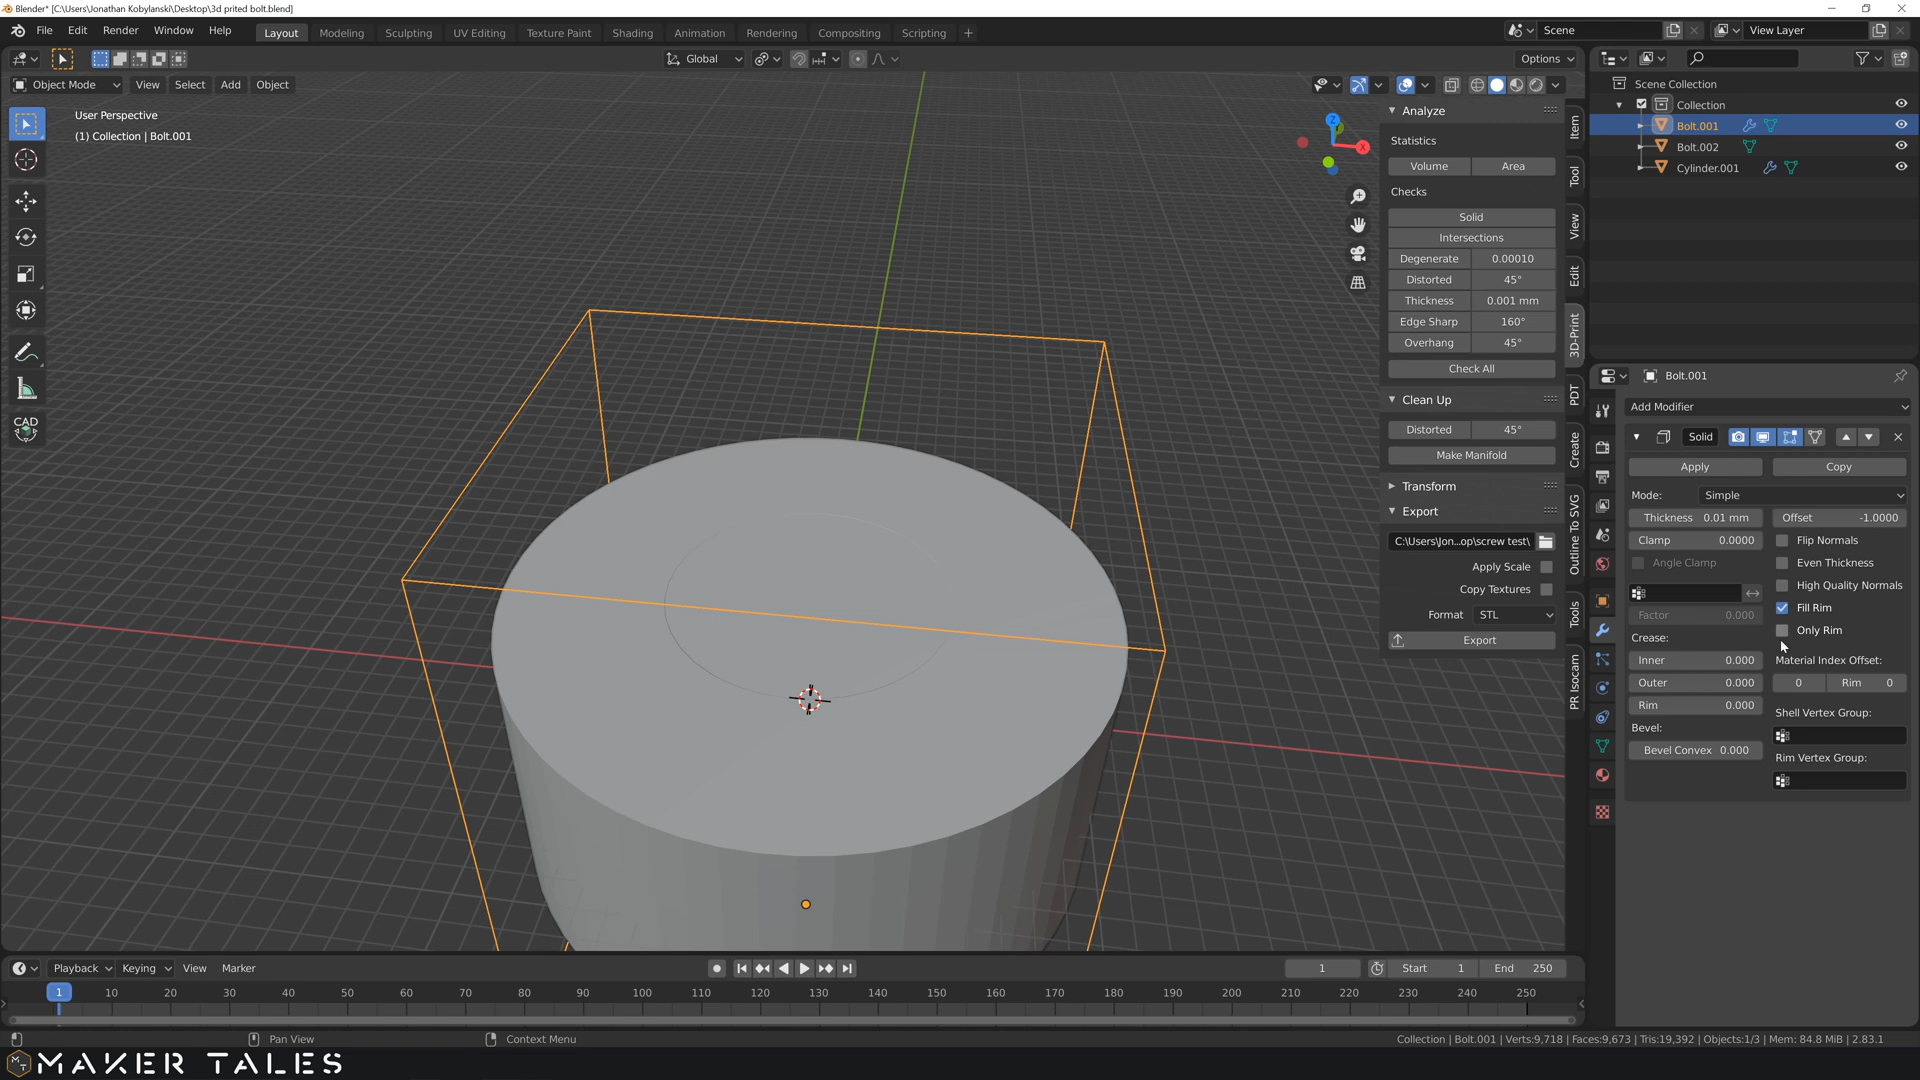 Blender* [C:\Users\Jonathan Kobylanski\Desktop\3d prited bolt.blend]
File Edit Render Window Help
Layout Modeling Sculpting UV Editing Texture Paint Shading Animation Rendering Compositing Scripting +
Scene
View Layer
Global
Options
Object Mode View Select Add Object
User Perspective
(1) Collection | Bolt.001
CAD
Z
X
Analyze
Statistics
Volume Area
Checks
Solid
Intersections
Degenerate 0.00010
Distorted 45°
Thickness 0.001 mm
Edge Sharp 160°
Overhang 45°
Check All
Clean Up
Distorted 45°
Make Manifold
Transform
Export
C:\Users\Jon...op\screw test\
Apply Scale
Copy Textures
Format STL
Export
Item
Tool
View
Edit
3D-Print
PDT
Create
Outline To SVG
Tools
PR Isocam
Scene Collection
Collection
Bolt.001
Bolt.002
Cylinder.001
Bolt.001
Add Modifier
Solid
Apply Copy
Mode: Simple
Thickness 0.01 mm Offset -1.0000
Clamp 0.0000 Flip Normals
Angle Clamp Even Thickness
High Quality Normals
Factor 0.000 Fill Rim
Crease: Only Rim
Inner 0.000 Material Index Offset:
Outer 0.000 0 Rim 0
Rim 0.000 Shell Vertex Group:
Bevel:
Bevel Convex 0.000 Rim Vertex Group:
Playback Keying View Marker
1 Start 1 End 250
1 10 20 30 40 50 60 70 80 90 100 110 120 130 140 150 160 170 180 190 200 210 220 230 240 250
Pan View Context Menu
Collection | Bolt.001 | Verts:9,718 | Faces:9,673 | Tris:19,392 | Objects:1/3 | Mem: 84.8 MiB | 2.83.1
MAKER TALES